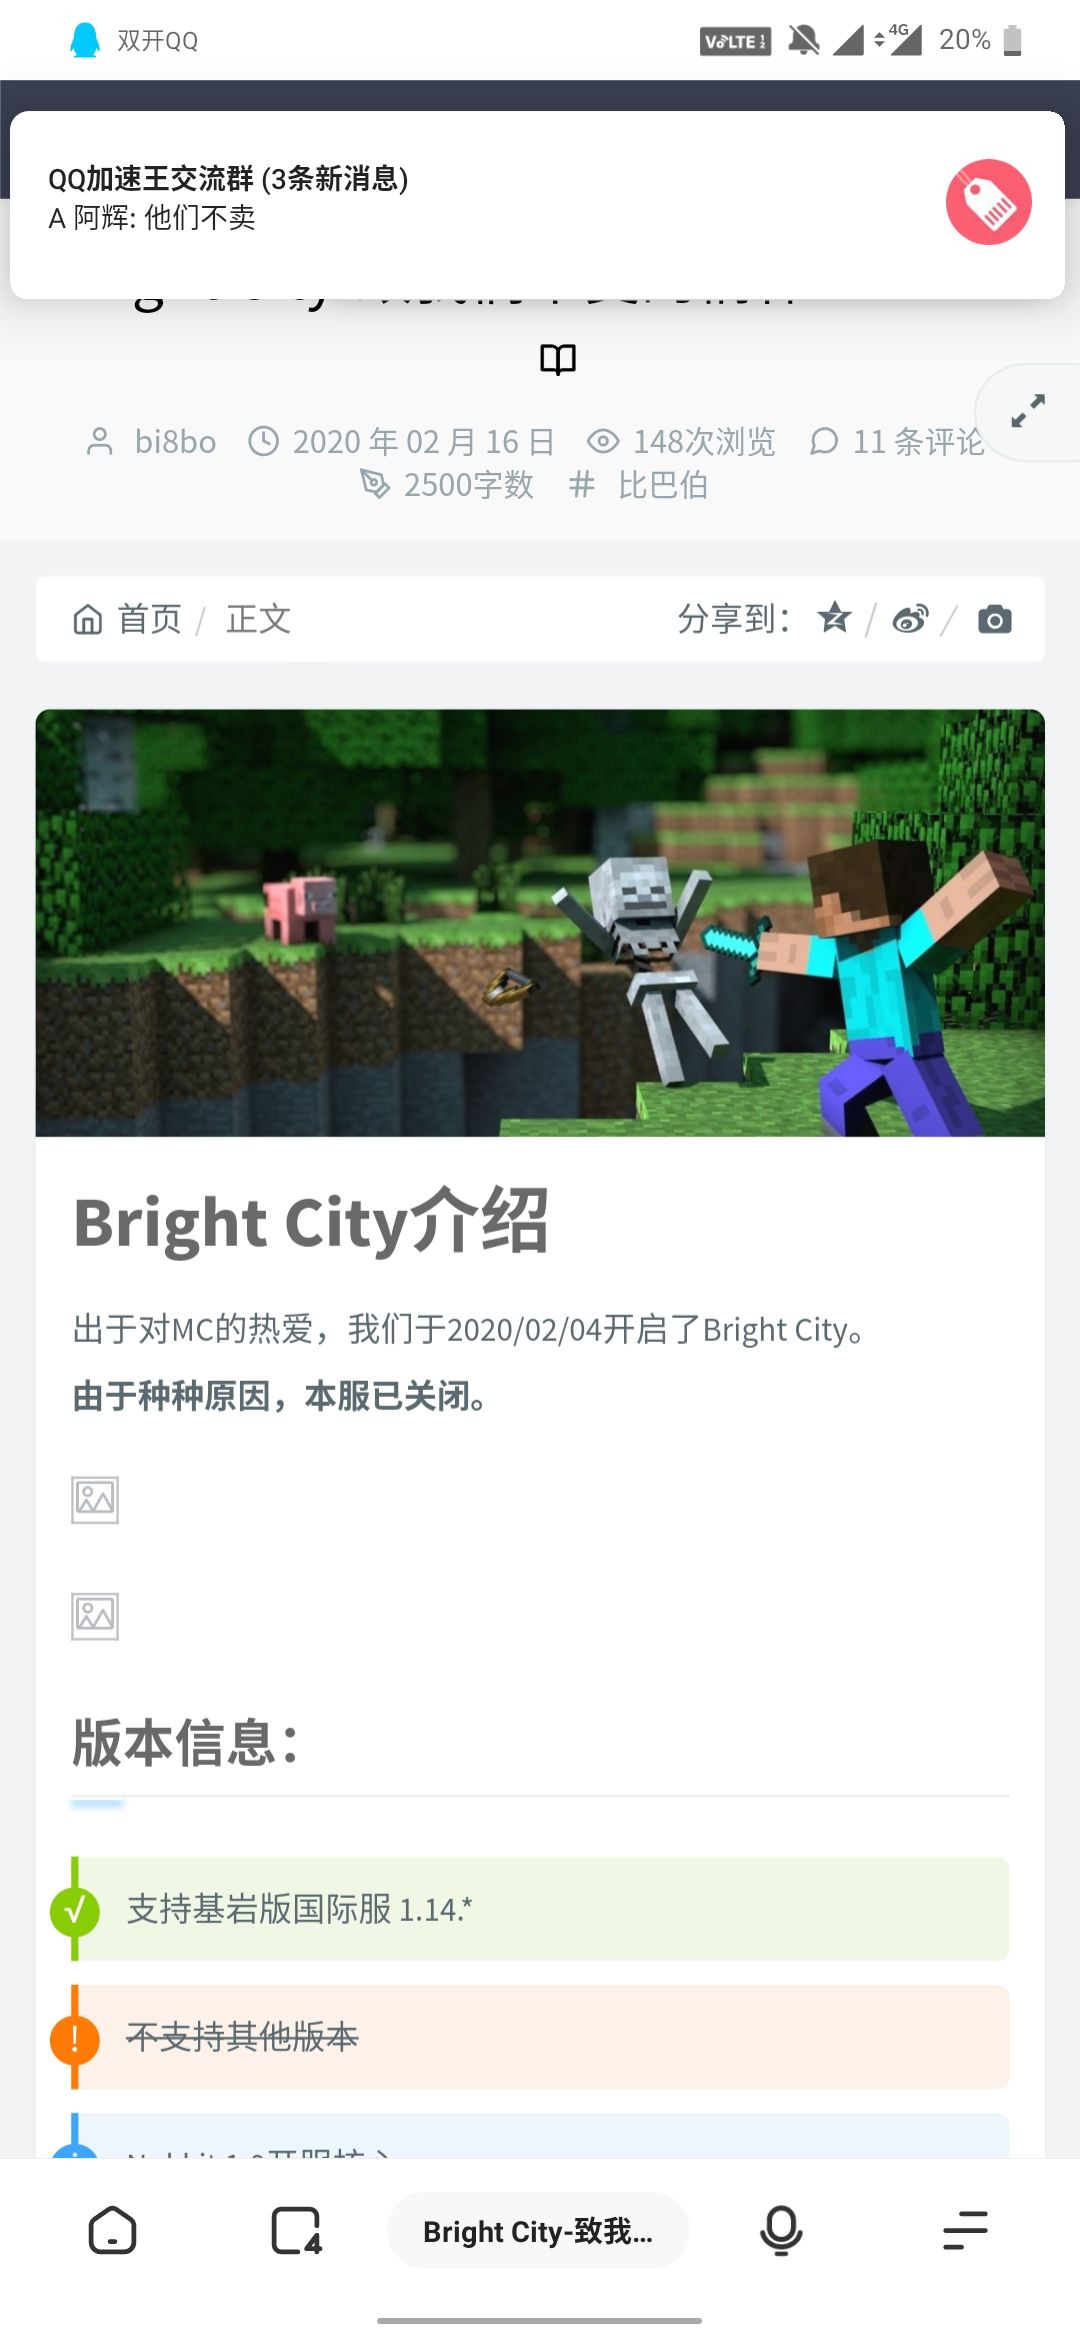 双开QQ
VoLTE 1 2
4G
20%
QQ加速王交流群 (3条新消息)
A 阿辉: 他们不卖
bi8bo 2020 年 02 月 16 日 148次浏览 11 条评论
2500字数 # 比巴伯
首页 / 正文
分享到： / /
Bright City介绍
出于对MC的热爱，我们于2020/02/04开启了Bright City。
由于种种原因，本服已关闭。
版本信息：
√ 支持基岩版国际服 1.14.*
! 不支持其他版本
4
Bright City-致我...